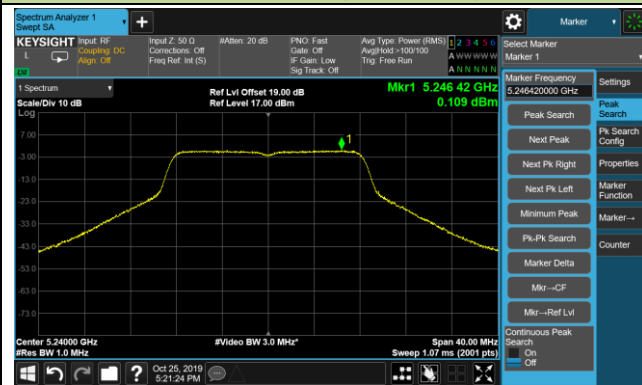 Spectrum Analyzer 1
Swept SA
+
Marker
KEYSIGHT
L
Input: RF
Coupling: DC
Align: Off
Input Z: 50 Ω
Corrections: Off
Freq Ref: Int (S)
#Atten: 20 dB
PNO: Fast
Gate: Off
IF Gain: Low
Sig Track: Off
Avg Type: Power (RMS)
Avg|Hold:>100/100
Trig: Free Run
1 2 3 4 5 6
A W W W W W
A N N N N N
Select Marker
Marker 1
1 Spectrum
Scale/Div 10 dB
Log
Ref Lvl Offset 19.00 dB
Ref Level 17.00 dBm
Mkr1 5.246 42 GHz
0.109 dBm
7.00
-3.00
-13.0
-23.0
-33.0
-43.0
-53.0
-63.0
-73.0
1
Center 5.24000 GHz
#Res BW 1.0 MHz
#Video BW 3.0 MHz*
Span 40.00 MHz
Sweep 1.07 ms (2001 pts)
Marker Frequency
5.246420000 GHz
Peak Search
Next Peak
Next Pk Right
Next Pk Left
Minimum Peak
Pk-Pk Search
Marker Delta
Mkr→CF
Mkr→Ref Lvl
Continuous Peak
Search
On
Off
Settings
Peak
Search
Pk Search
Config
Properties
Marker
Function
Marker→
Counter
?
Oct 25, 2019
5:21:24 PM